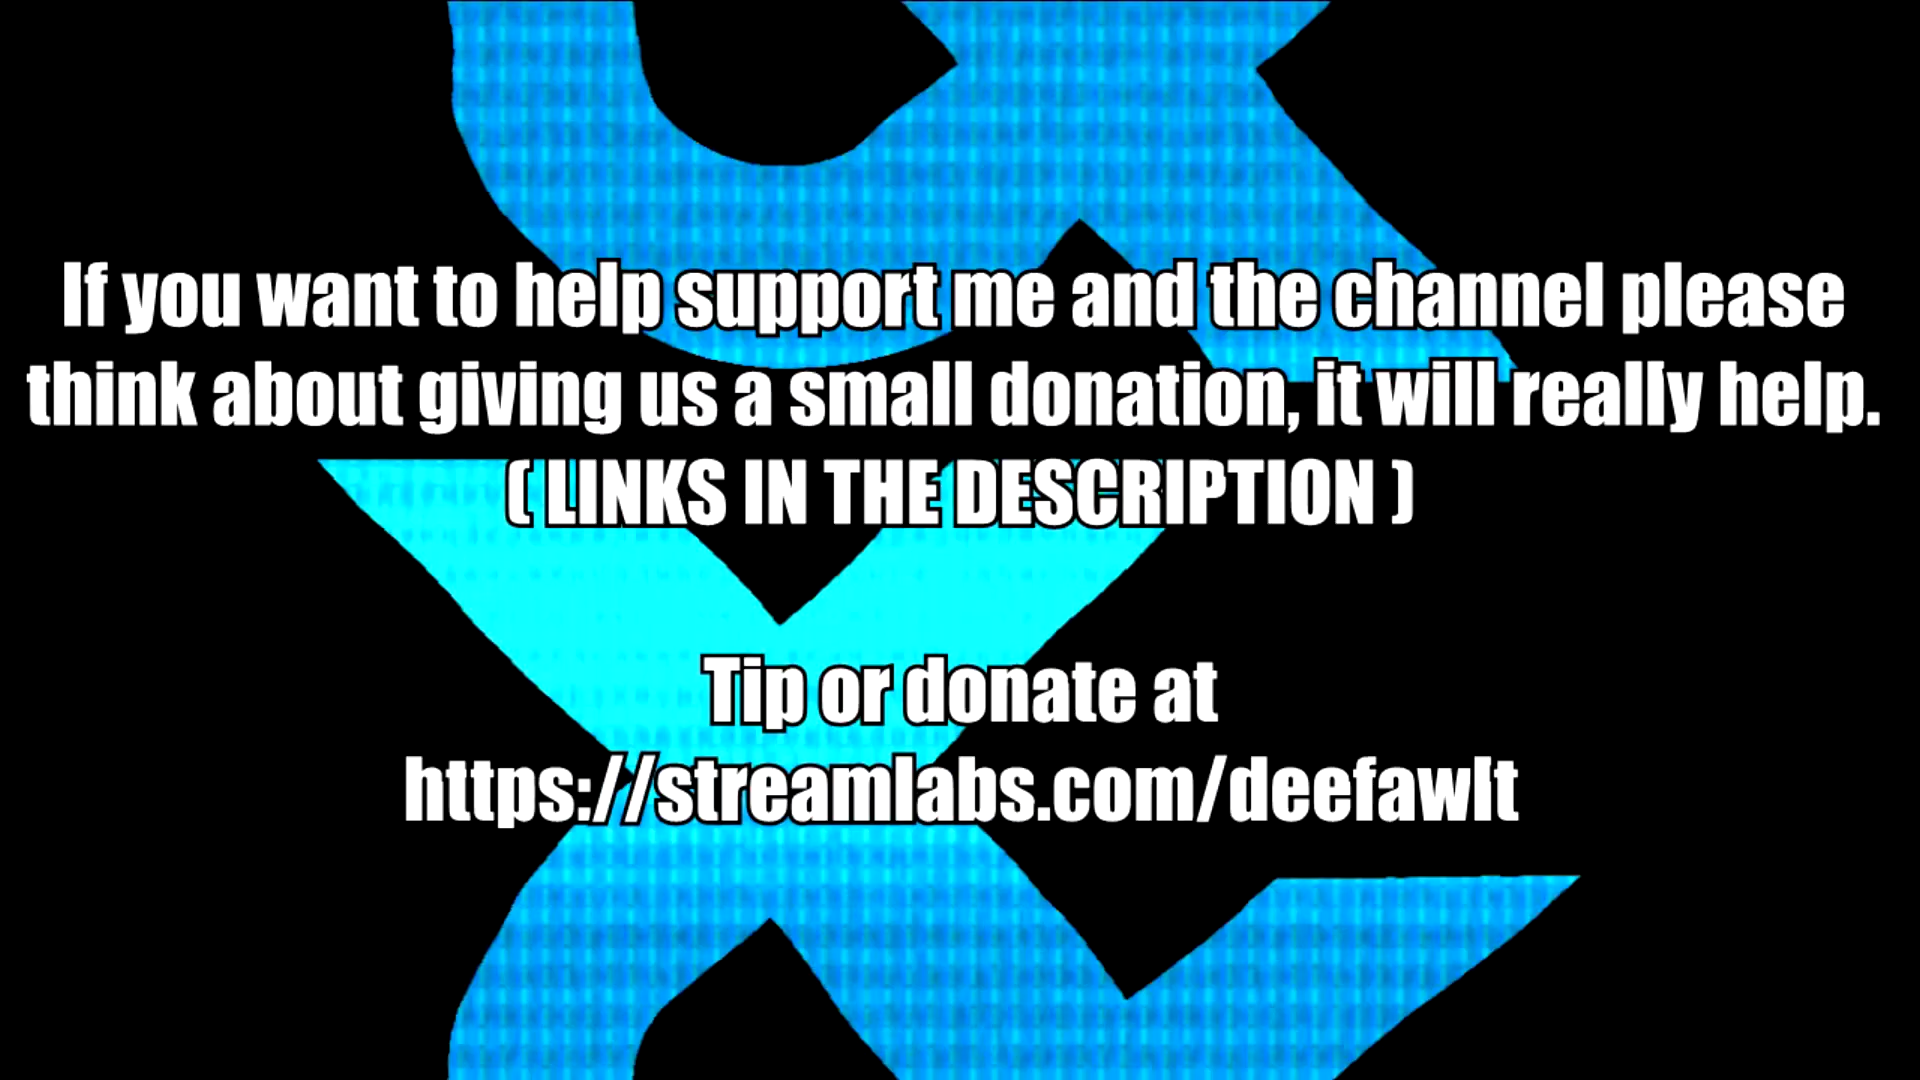 If you want to help support me and the channel please
think about giving us a small donation, it will really help.
( LINKS IN THE DESCRIPTION )
Tip or donate at
https://streamlabs.com/deefawlt